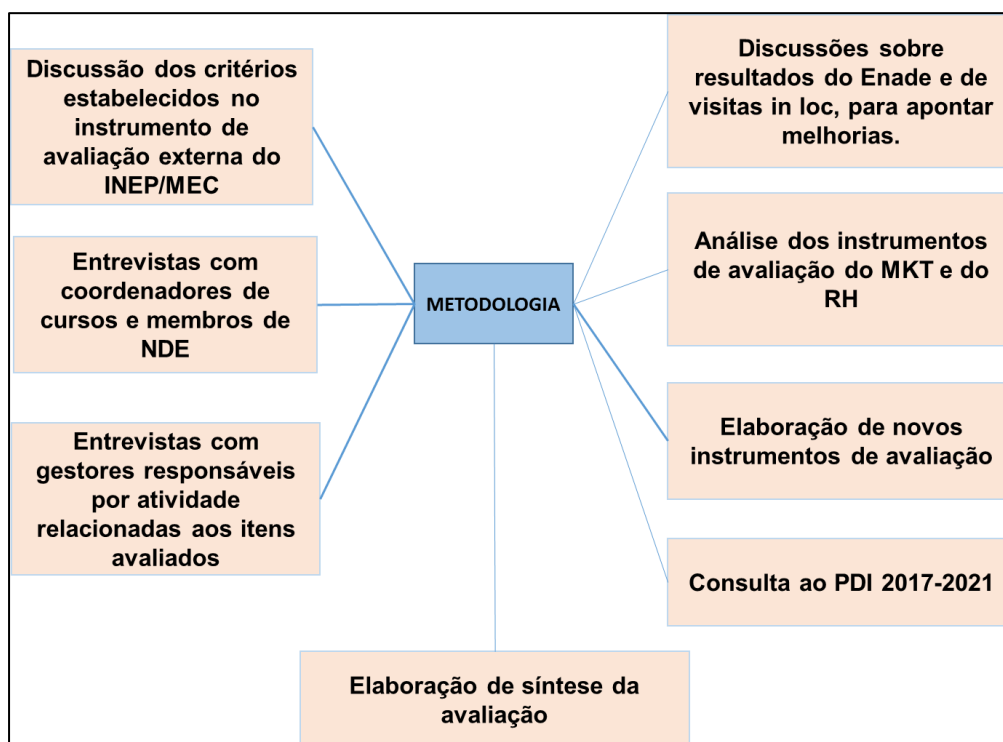 Discussão dos critérios
estabelecidos no
instrumento de
avaliação externa do
INEP/MEC
Entrevistas com
coordenadores de
cursos e membros de
NDE
Entrevistas com
gestores responsáveis
por atividade
relacionadas aos itens
avaliados
METODOLOGIA
Discussões sobre
resultados do Enade e de
visitas in loc, para apontar
melhorias.
Análise dos instrumentos
de avaliação do MKT e do
RH
Elaboração de novos
instrumentos de avaliação
Consulta ao PDI 2017-2021
Elaboração de síntese da
avaliação